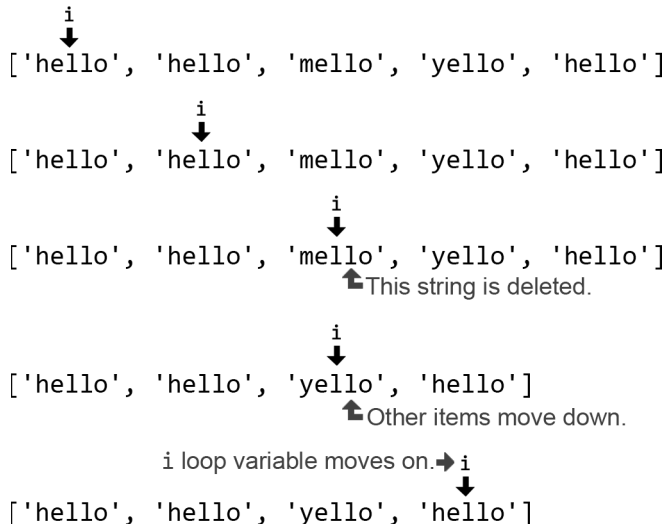 i
['hello', 'hello', 'mello', 'yello', 'hello']
i
['hello', 'hello', 'mello', 'yello', 'hello']
i
['hello', 'hello', 'mello', 'yello', 'hello']
This string is deleted.
i
['hello', 'hello', 'yello', 'hello']
Other items move down.
i loop variable moves on. i
['hello', 'hello', 'yello', 'hello']